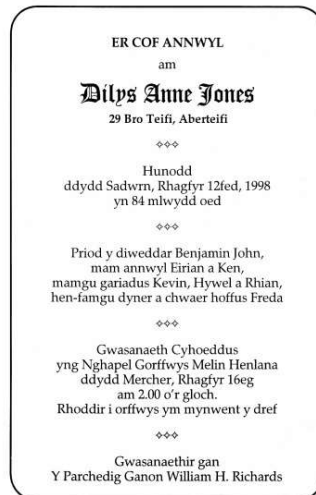 ER COF ANNWYL
am
Dilys Anne Jones
29 Bro Teifi, Aberteifi
Hunodd
ddydd Sadwrn, Rhagfyr 12fed, 1998
yn 84 mlwydd oed
Priod y diweddar Benjamin John,
mam annwyl Eirian a Ken,
mamgu gariadus Kevin, Hywel a Rhian,
hen-famgu dyner a chwaer hoffus Freda
Gwasanaeth Cyhoeddus
yng Nghapel Gorffwys Melin Henlana
ddydd Mercher, Rhagfyr 16eg
am 2.00 o'r gloch.
Rhoddir i orffwys ym mynwent y dref
Gwasanaethir gan
Y Parchedig Ganon William H. Richards